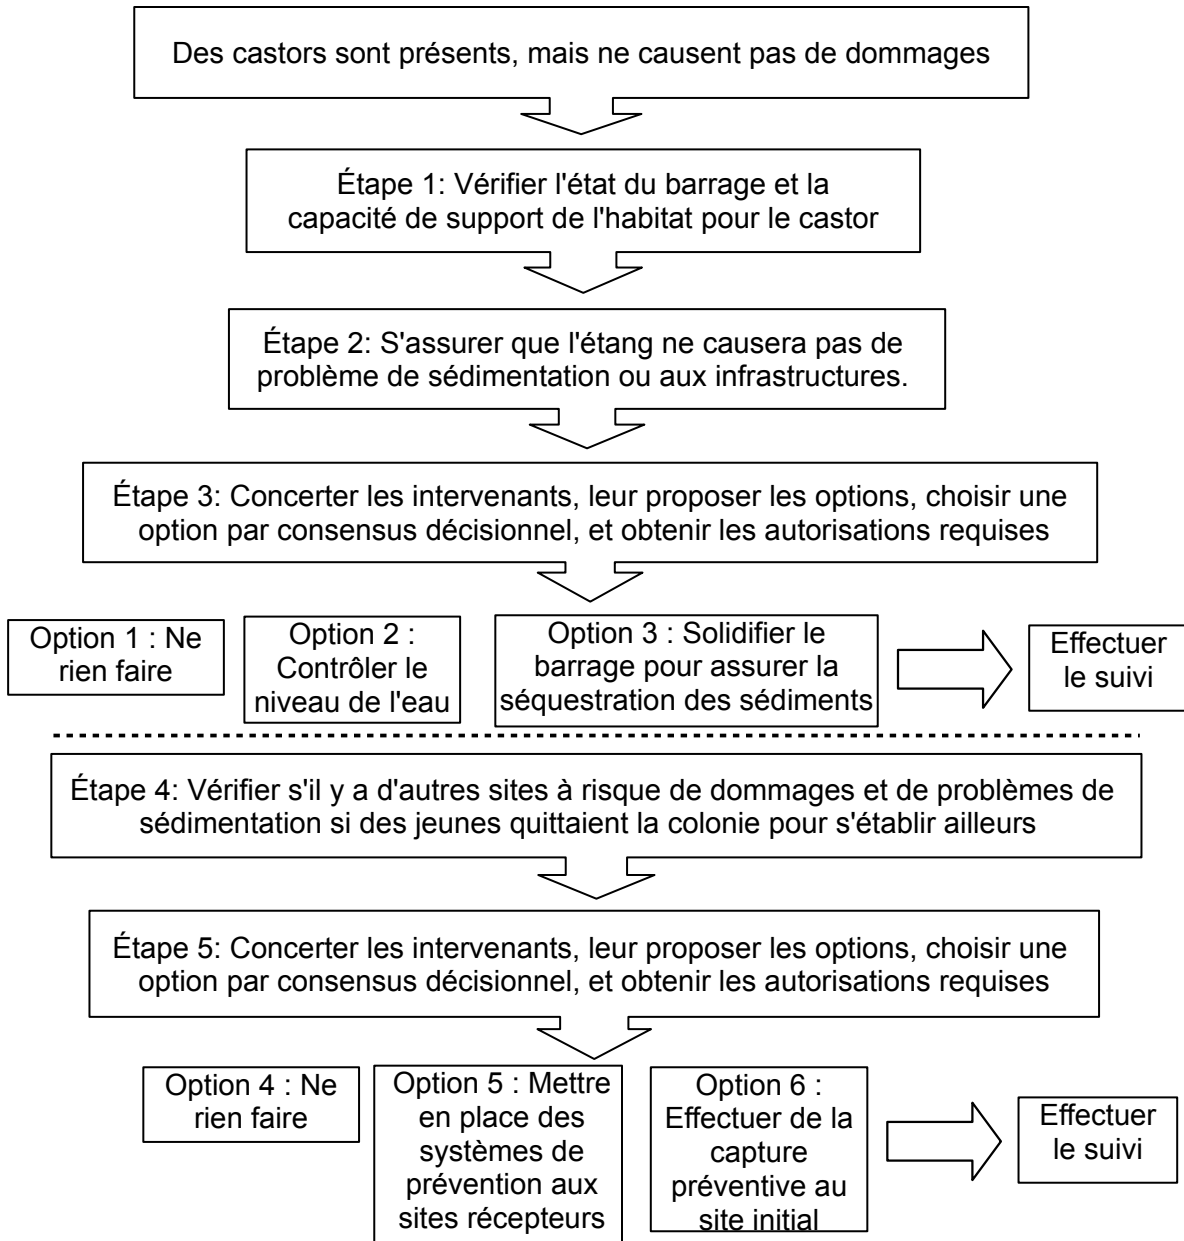 Des castors sont présents, mais ne causent pas de dommages
Étape 1: Vérifier l'état du barrage et la
capacité de support de l'habitat pour le castor
Étape 2: S'assurer que l'étang ne causera pas de
problème de sédimentation ou aux infrastructures.
Étape 3: Concerter les intervenants, leur proposer les options, choisir une
option par consensus décisionnel, et obtenir les autorisations requises
Option 1 : Ne
rien faire
Option 2 :
Contrôler le
niveau de l'eau
Option 3 : Solidifier le
barrage pour assurer la
séquestration des sédiments
Effectuer
le suivi
Étape 4: Vérifier s'il y a d'autres sites à risque de dommages et de problèmes de
sédimentation si des jeunes quittaient la colonie pour s'établir ailleurs
Étape 5: Concerter les intervenants, leur proposer les options, choisir une
option par consensus décisionnel, et obtenir les autorisations requises
Option 4 : Ne
rien faire
Option 5 : Mettre
en place des
systèmes de
prévention aux
sites récepteurs
Option 6 :
Effectuer de la
capture
préventive au
site initial
Effectuer
le suivi